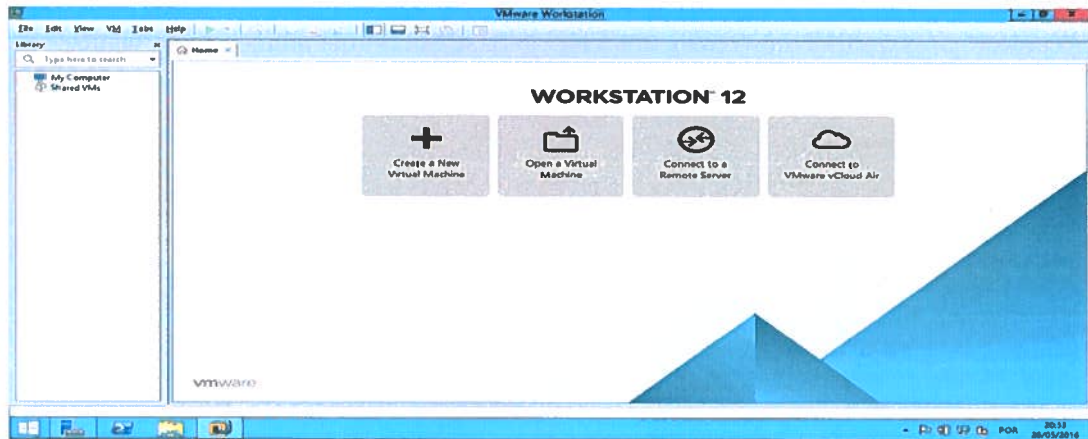 VMware Workstation
File Edit View VM Tabs Help
Library
Type here to search
Home
My Computer
Shared VMs
WORKSTATION™ 12
Create a New
Virtual Machine
Open a Virtual
Machine
Connect to a
Remote Server
Connect to
VMware vCloud Air
vmware
POR
20:53
20/05/2016